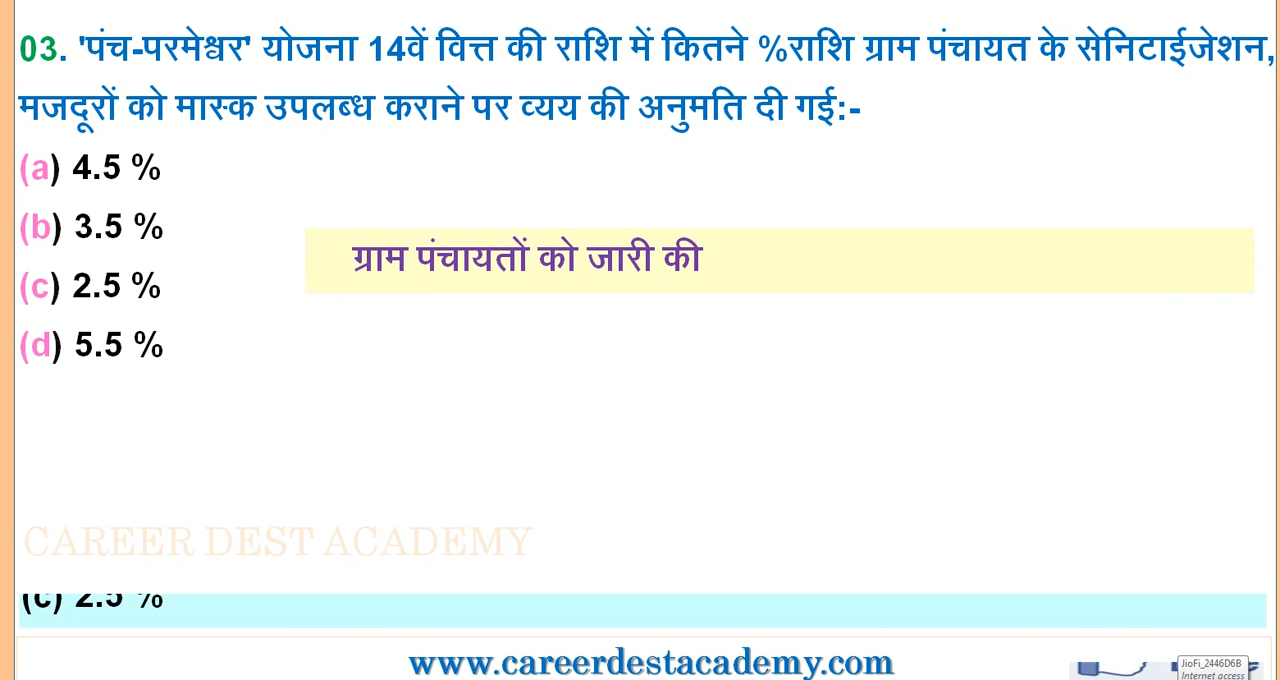 03. 'पंच-परमेश्वर' योजना 14वें वित्त की राशि में कितने %राशि ग्राम पंचायत के सेनिटाईजेशन,
मजदूरों को मास्क उपलब्ध कराने पर व्यय की अनुमति दी गई:-
(a) 4.5 %
(b) 3.5 %
ग्राम पंचायतों को जारी की
(c) 2.5 %
(d) 5.5 %
CAREER DEST ACADEMY
(c) 2.5 %
www.careerdestacademy.com
JioFi_2446D6B
Internet access